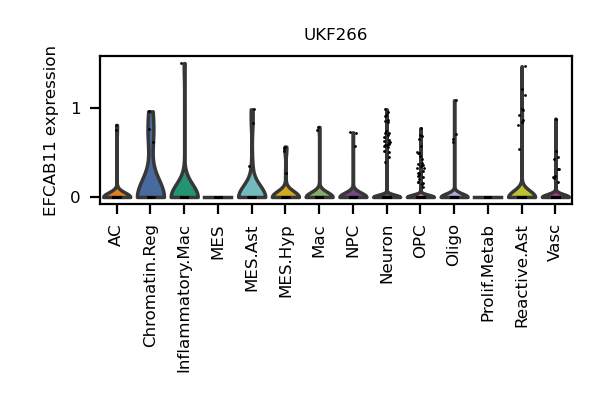 UKF266
EFCAB11 expression
1
0
AC
Chromatin.Reg
Inflammatory.Mac
MES
MES.Ast
MES.Hyp
Mac
NPC
Neuron
OPC
Oligo
Prolif.Metab
Reactive.Ast
Vasc